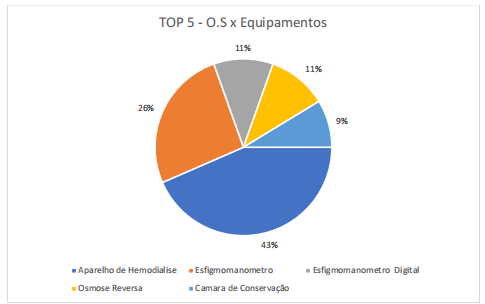 TOP 5 - O.S x Equipamentos
11%
11%
26%
9%
43%
Aparelho de Hemodialise Esfigmomanometro Esfigmomanometro Digital
Osmose Reversa Camara de Conservação